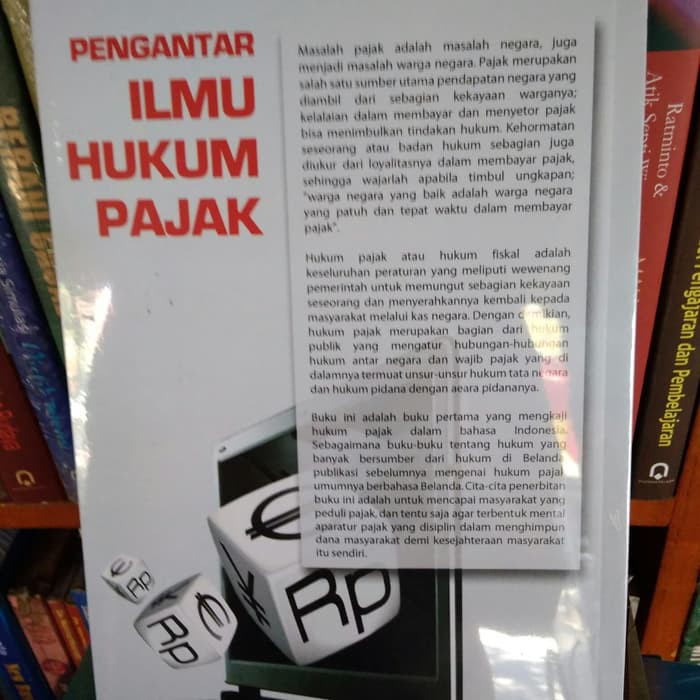 PENGANTAR
ILMU
HUKUM
PAJAK
Masalah pajak adalah masalah negara, juga
menjadi masalah warga negara. Pajak merupakan
salah satu sumber utama pendapatan negara yang
diambil dari sebagian kekayaan warganya;
kelalaian dalam membayar dan menyetor pajak
bisa menimbulkan tindakan hukum. Kehormatan
seseorang atau badan hukum sebagian juga
diukur dari loyalitasnya dalam membayar pajak,
sehingga wajarlah apabila timbul ungkapan;
"warga negara yang baik adalah warga negara
yang patuh dan tepat waktu dalam membayar
pajak".
Hukum pajak atau hukum fiskal adalah
keseluruhan peraturan yang meliputi wewenang
pemerintah untuk memungut sebagian kekayaan
seseorang dan menyerahkannya kembali kepada
masyarakat melalui kas negara. Dengan demikian,
hukum pajak merupakan bagian dari hukum
publik yang mengatur hubungan-hubungan
hukum antar negara dan wajib pajak yang di
dalamnya termuat unsur-unsur hukum tata negara
dan hukum pidana dengan aeara pidananya.
Buku ini adalah buku pertama yang mengkaji
hukum pajak dalam bahasa Indonesia.
Sebagaimana buku-buku tentang hukum yang
banyak bersumber dari hukum di Belanda
publikasi sebelumnya mengenai hukum pajak
umumnya berbahasa Belanda. Cita-cita penerbitan
buku ini adalah untuk mencapai masyarakat yang
peduli pajak, dan tentu saja agar terbentuk mental
aparatur pajak yang disiplin dalam menghimpun
dana masyarakat demi kesejahteraan masyarakat
itu sendiri.
€
Rp
Rp
€
¥
€
Rp
Ratminto &
Atik
Pengajaran dan Pembelajaran